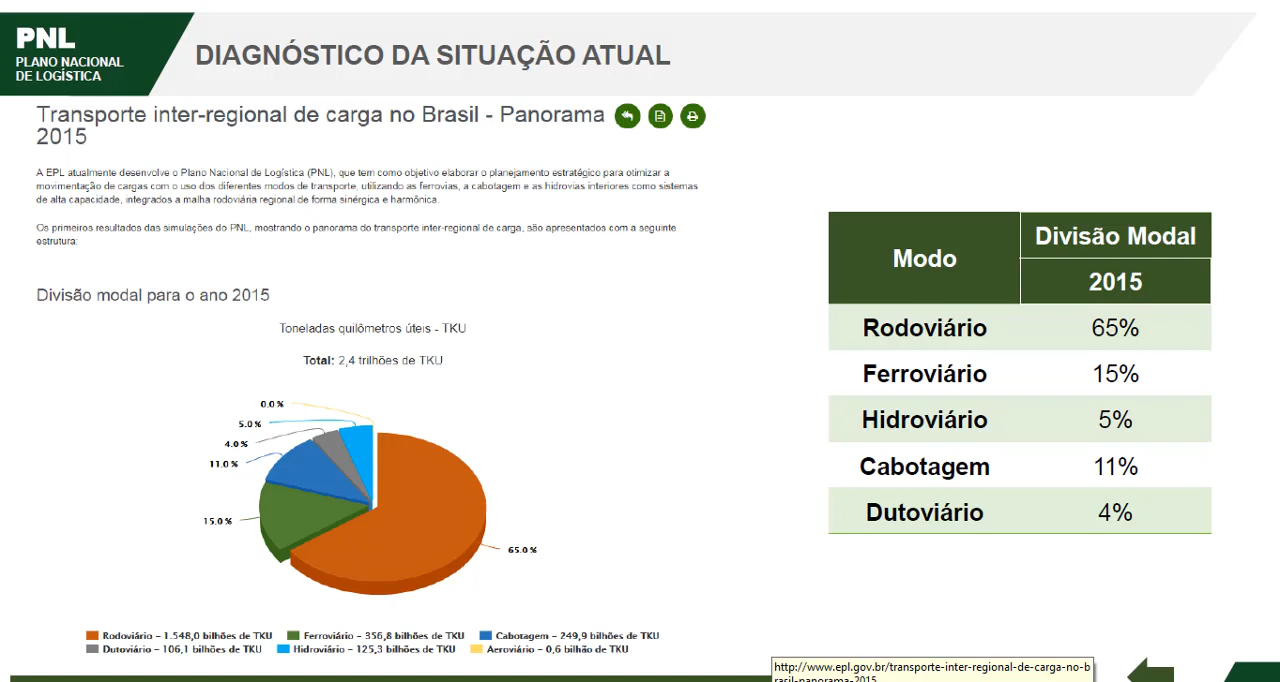 PNL
PLANO NACIONAL
DE LOGÍSTICA
DIAGNÓSTICO DA SITUAÇÃO ATUAL
Transporte inter-regional de carga no Brasil - Panorama
2015
A EPL atualmente desenvolve o Plano Nacional de Logística (PNL), que tem como objetivo elaborar o planejamento estratégico para otimizar a
movimentação de cargas com o uso dos diferentes modos de transporte, utilizando as ferrovias, a cabotagem e as hidrovias interiores como sistemas
de alta capacidade, integrados a malha rodoviária regional de forma sinérgica e harmônica.
Os primeiros resultados das simulações do PNL, mostrando o panorama do transporte inter-regional de carga, são apresentados com a seguinte
estrutura:
Divisão modal para o ano 2015
Toneladas quilômetros úteis - TKU
Total: 2,4 trilhões de TKU
0.0 %
5.0 %
4.0 %
11.0 %
15.0 %
65.0 %
Rodoviário - 1.548,0 bilhões de TKU Ferroviário - 356,8 bilhões de TKU Cabotagem - 249,9 bilhões de TKU
Dutoviário - 106,1 bilhões de TKU Hidroviário - 125,3 bilhões de TKU Aeroviário - 0,6 bilhão de TKU
Modo Divisão Modal
2015
Rodoviário 65%
Ferroviário 15%
Hidroviário 5%
Cabotagem 11%
Dutoviário 4%
http://www.epl.gov.br/transporte-inter-regional-de-carga-no-b
rasil-panorama-2015